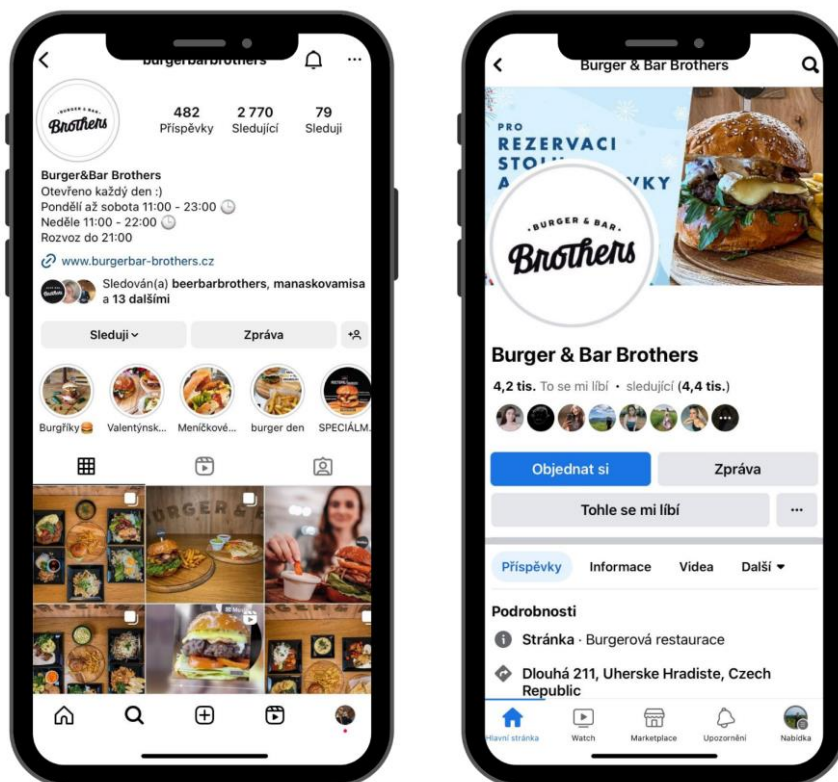 burgerbarbrothers
BURGER & BAR
Brothers
482
Příspěvky
2 770
Sledující
79
Sleduji
Burger&Bar Brothers
Otevřeno každý den :)
Pondělí až sobota 11:00 - 23:00
Neděle 11:00 - 22:00
Rozvoz do 21:00
www.burgerbar-brothers.cz
Sledován(a) beerbarbrothers, manaskovamisa
a 13 dalšími
Sleduji
Zpráva
Burgříky
Valentýnsk...
Meníčkové...
burger den
SPECIÁLM.
Burger & Bar Brothers
PRO
REZERVACI
STOLU
A
VKY
BURGER & BAR
Brothers
Burger & Bar Brothers
4,2 tis. To se mi líbí • sledující (4,4 tis.)
Objednat si
Zpráva
Tohle se mi líbí
Příspěvky
Informace
Videa
Další
Podrobnosti
Stránka · Burgerová restaurace
Dlouhá 211, Uherske Hradiste, Czech
Republic
Hlavní stránka
Watch
Marketplace
Upozornění
Nabídka